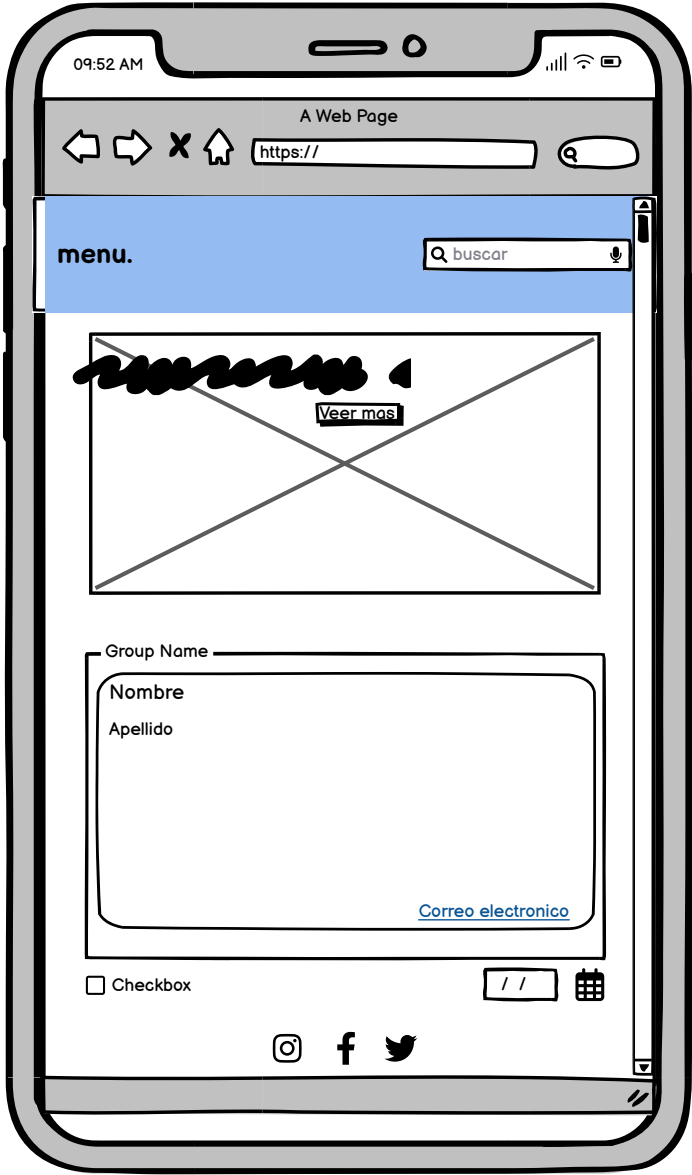 09:52 AM
A Web Page
https://
menu.
buscar
Veer mas
Group Name
Nombre
Apellido
Correo electronico
Checkbox
/ /